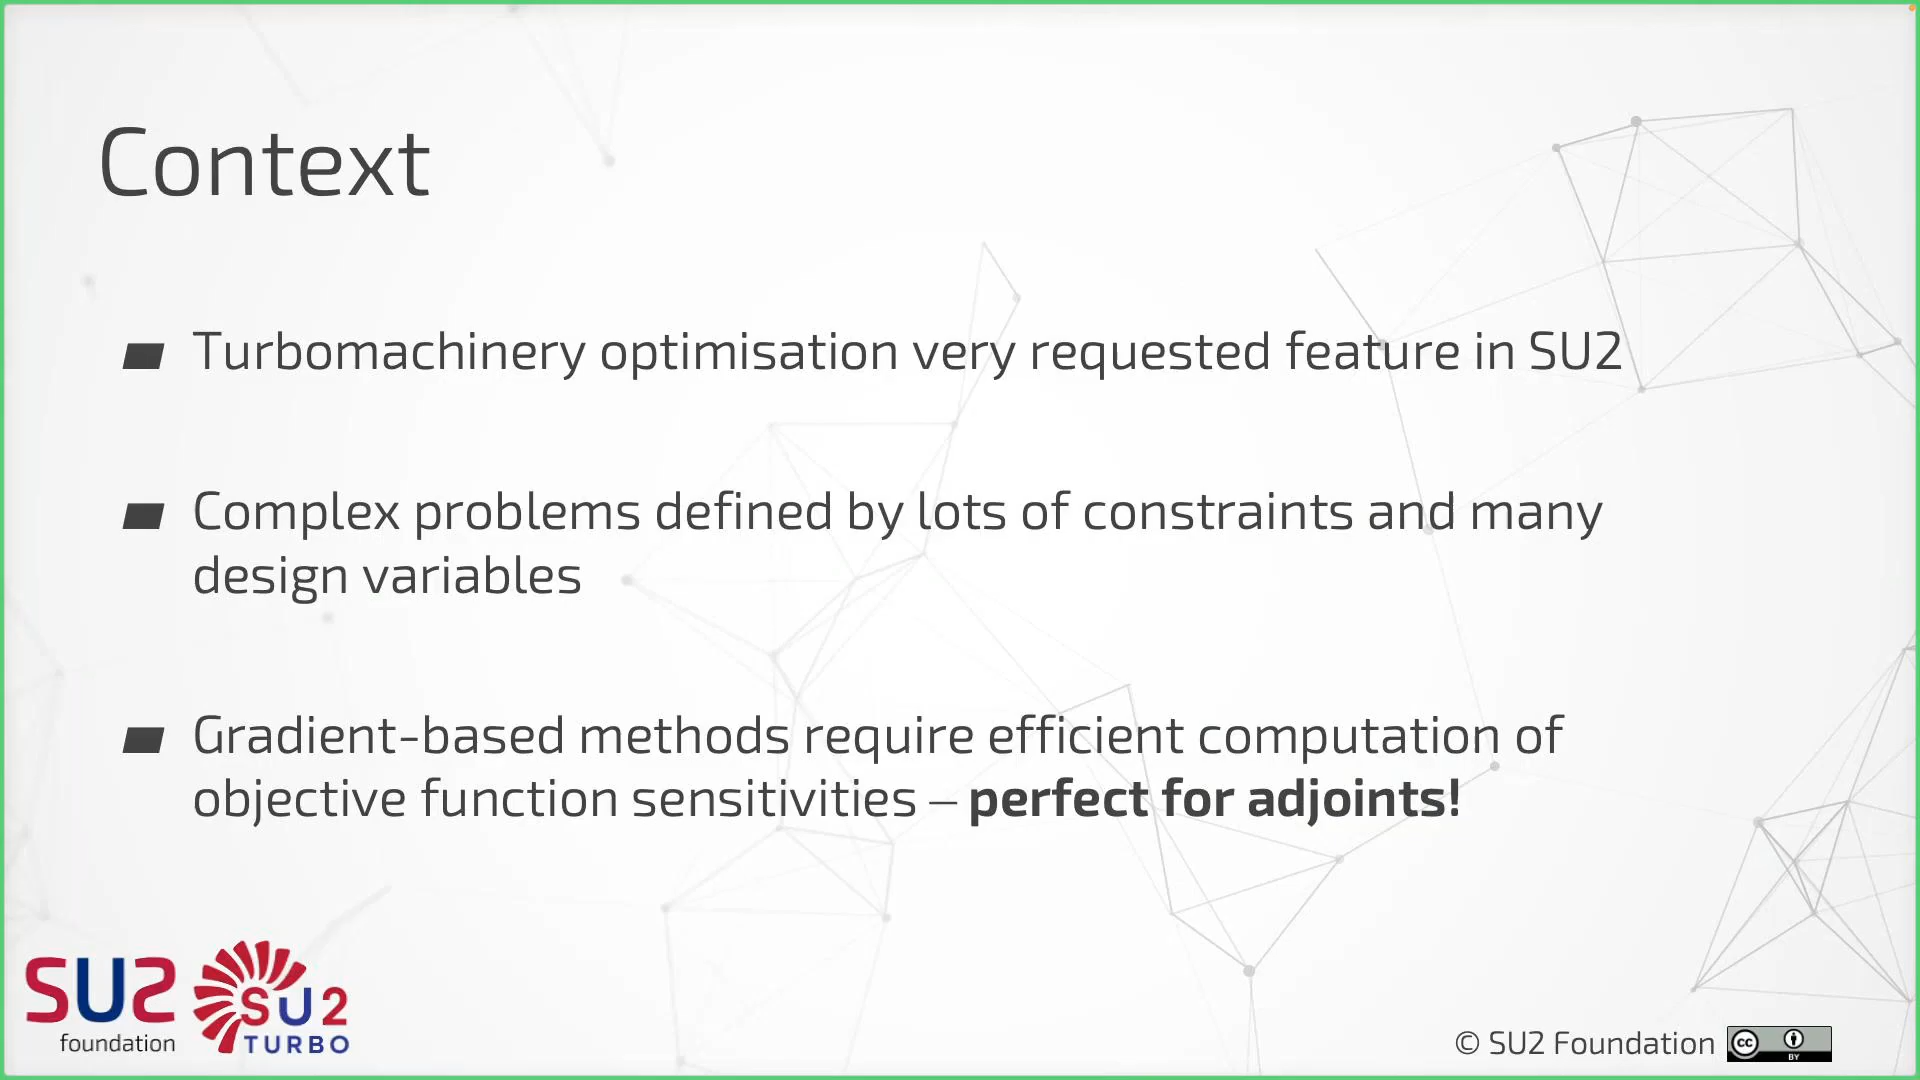 Context
Turbomachinery optimisation very requested feature in SU2
Complex problems defined by lots of constraints and many
design variables
Gradient-based methods require efficient computation of
objective function sensitivities – perfect for adjoints!
SU2
foundation
SU2
TURBO
© SU2 Foundation
cc
BY